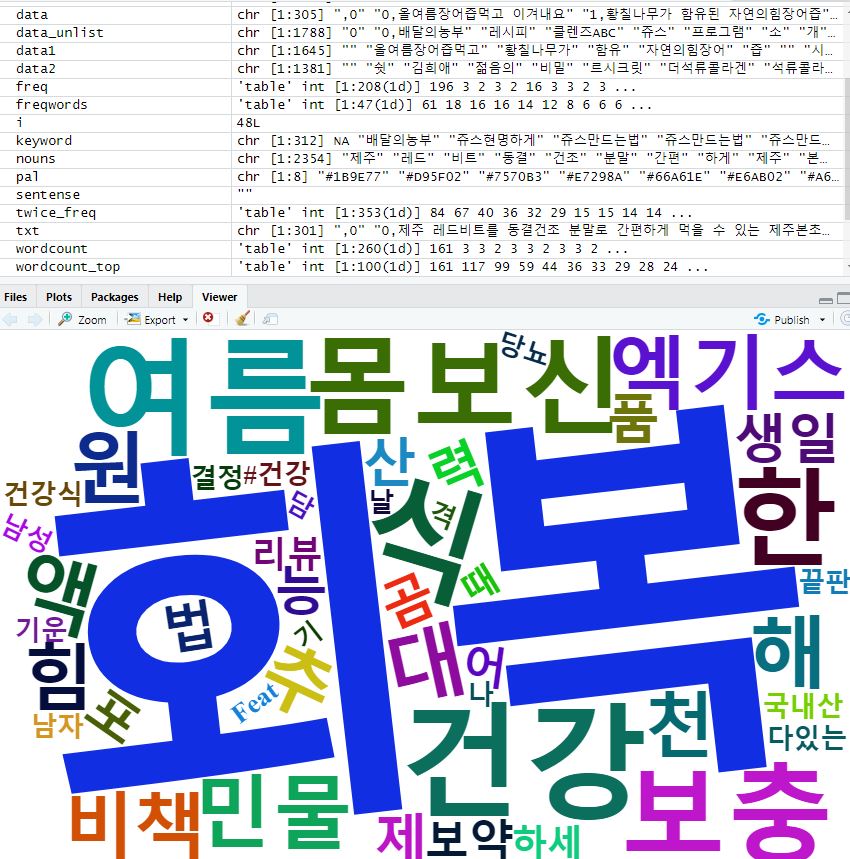 data chr [1:305] ",0" "0,올여름장어즙먹고 이겨내요" "1,황칠나무가 함유된 자연의힘장어즙"…
data_unlist chr [1:1788] "0" "0,배달의농부" "레시피" "클렌즈ABC" "쥬스" "프로그램" "소" "개"…
data1 chr [1:1645] "" "올여름장어즙먹고" "황칠나무가" "함유" "자연의힘장어" "즙" "" "시…
data2 chr [1:1381] "" "쉿" "김희애" "젊음의" "비밀" "트시크릿" "더석류콜라겐" "석류콜라…
freq 'table' int [1:208(1d)] 196 3 2 3 2 16 3 3 2 3 ...
freqwords 'table' int [1:47(1d)] 61 18 16 16 14 12 8 6 6 6 ...
i 48L
keyword chr [1:312] NA "배달의농부" "쥬스현명하게" "쥬스만드는법" "쥬스만드는법" "쥬스만드…
nouns chr [1:2354] "제주" "레드" "비트" "동결" "건조" "분말" "간편" "하게" "제주" "본…
pal chr [1:8] "#1B9E77" "#D95F02" "#7570B3" "#E7298A" "#66A61E" "#E6AB02" "#A6…
sentense ""
twice_freq 'table' int [1:353(1d)] 84 67 40 36 32 29 15 15 14 14 ...
txt chr [1:301] ",0" "0,제주 레드비트를 동결건조 분말로 간편하게 먹을 수 있는 제주본초…
wordcount 'table' int [1:260(1d)] 161 3 3 2 3 3 2 3 3 2 ...
wordcount_top 'table' int [1:100(1d)] 161 117 99 59 44 36 33 29 28 24 ...
Files Plots Packages Help Viewer
Zoom Export Publish
여름
몸보신
당뇨
엑기스
품
생일
원
결정
#건강
산
력
건강식
담
날
식
격
한
남성
리뷰
회복
액
능
곰
때
끝판
법
기운
기
대
어
해
힘
추
나
Feat
국내산
남자
포
건강
천
다있는
비책
민물
제
보약
하세
보충